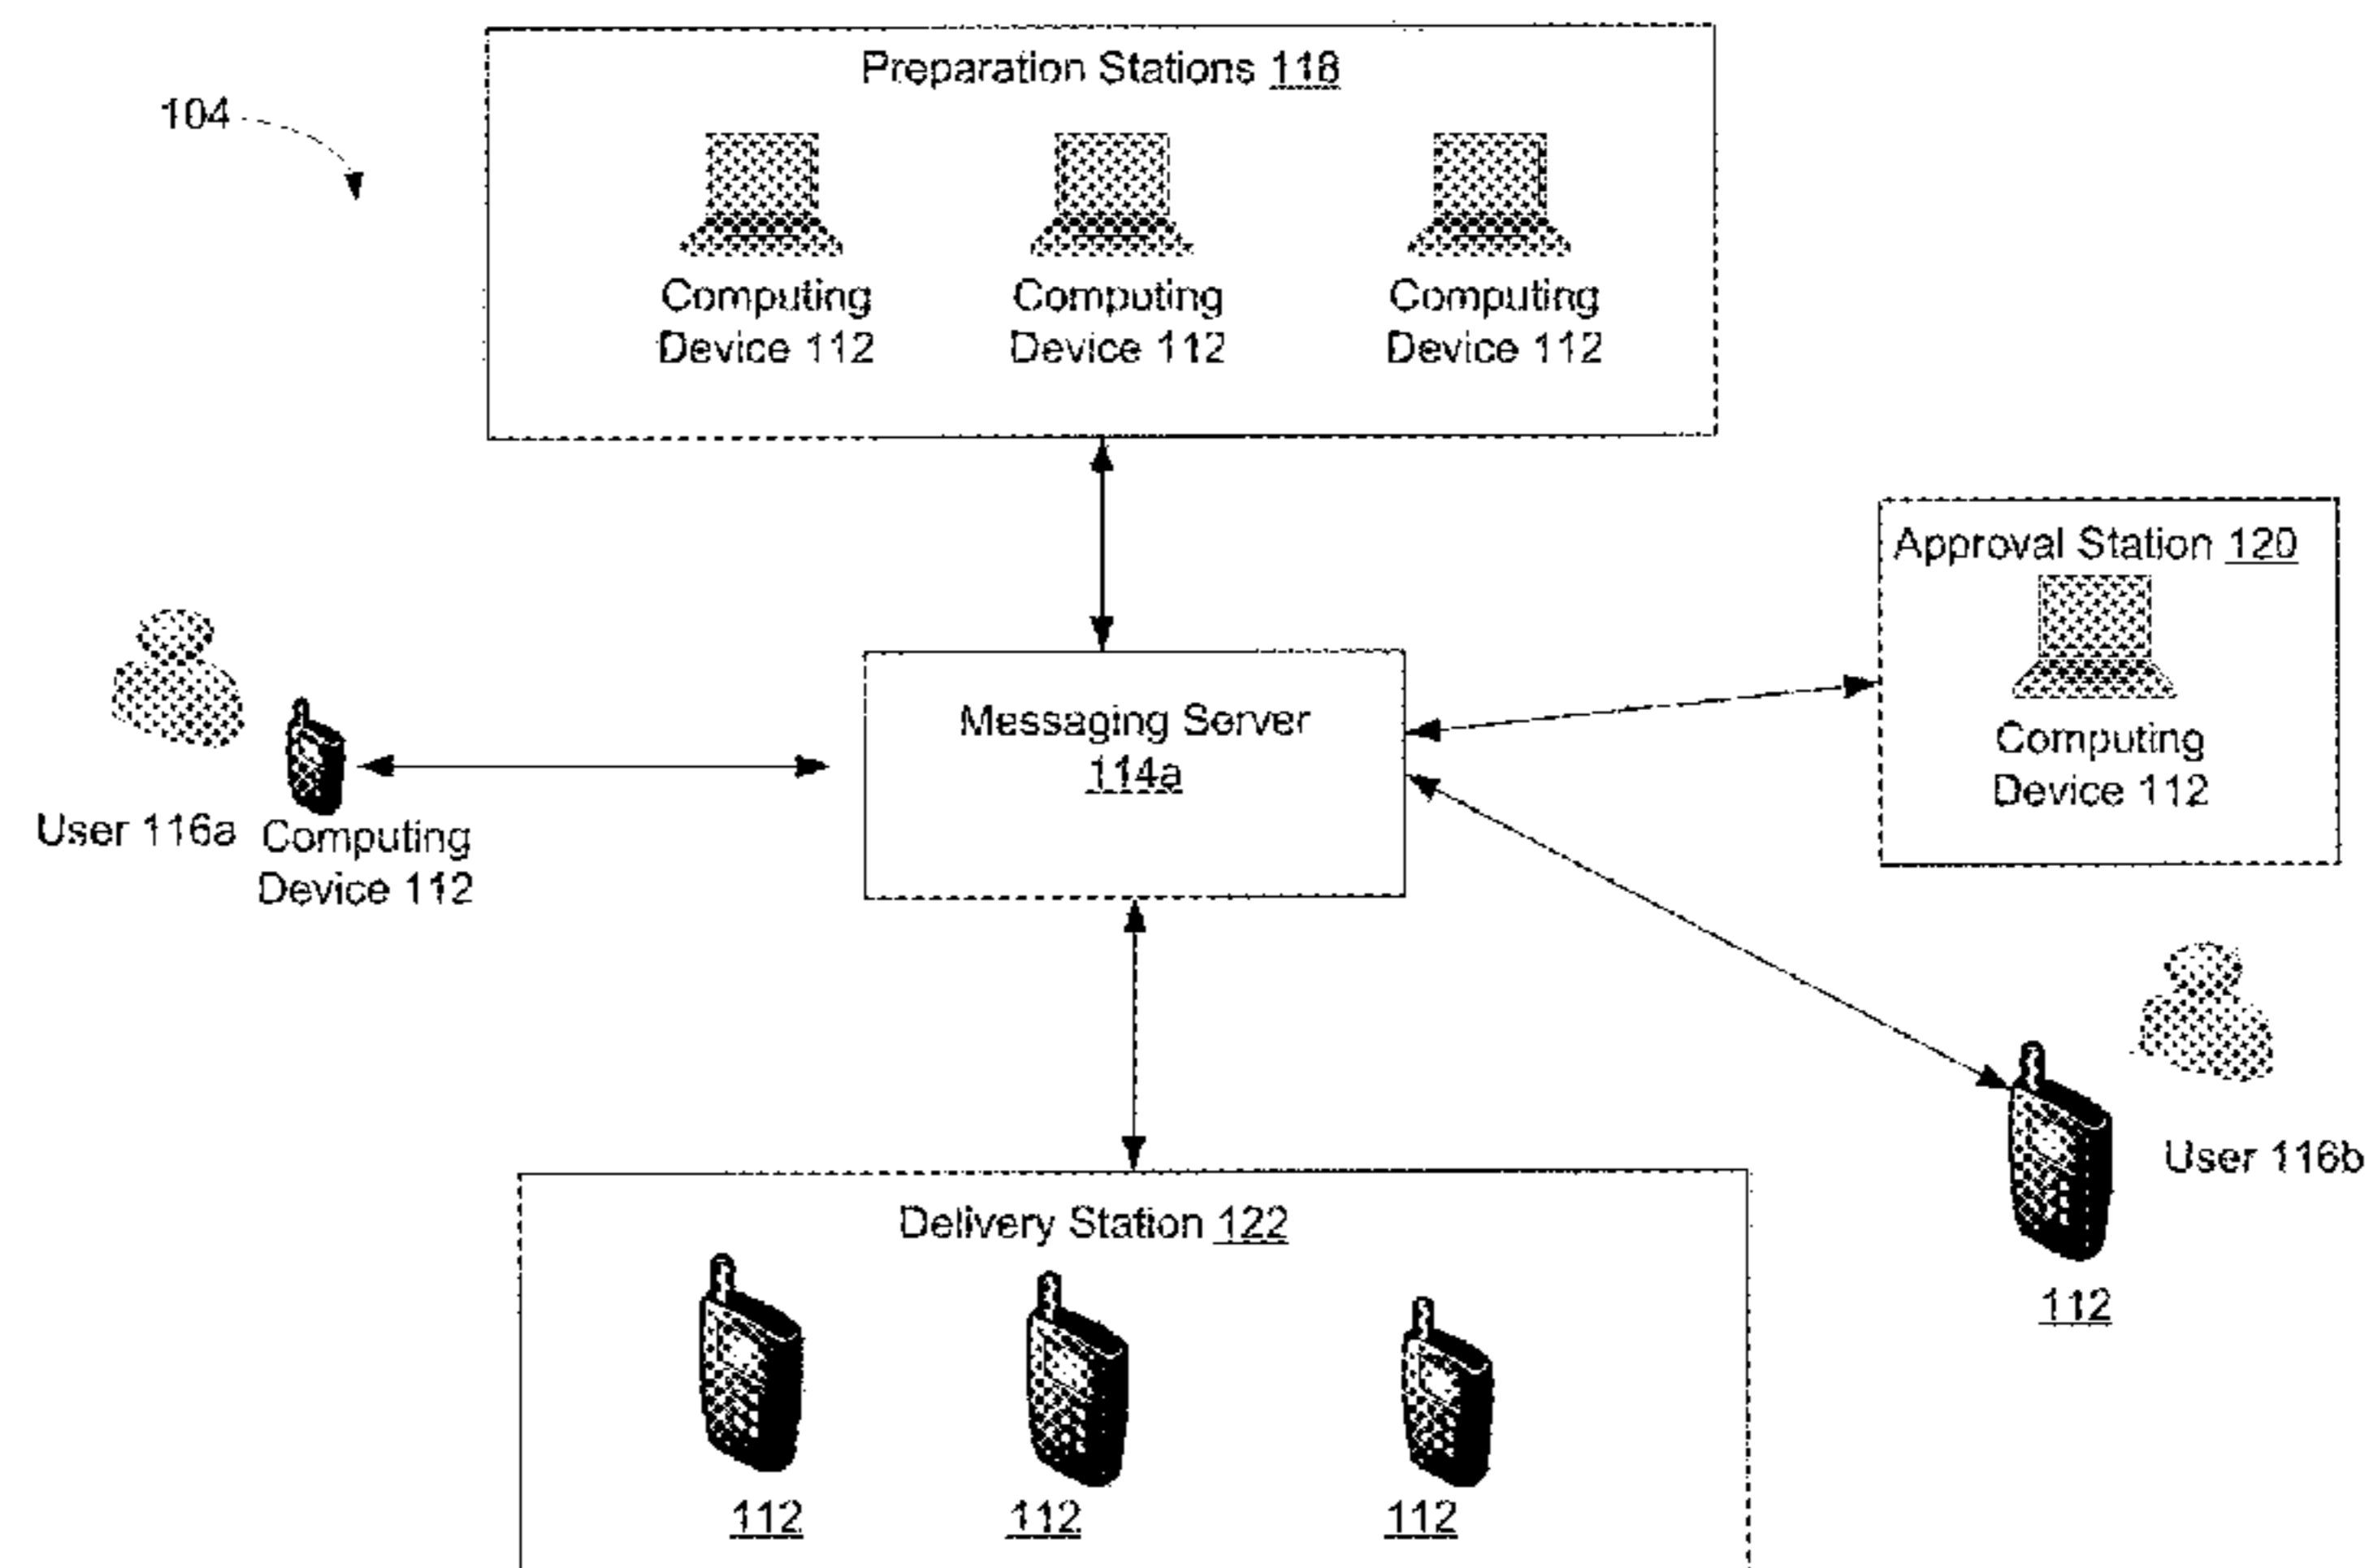 Preparation Stations 118
104
Computing
Device 112
Computing
Device 112
Computing
Device 112
Approval Station 120
Computing
Device 112
Messaging Server
114a
User 116a
Computing
Device 112
User 116b
112
Delivery Station 122
112
112
112